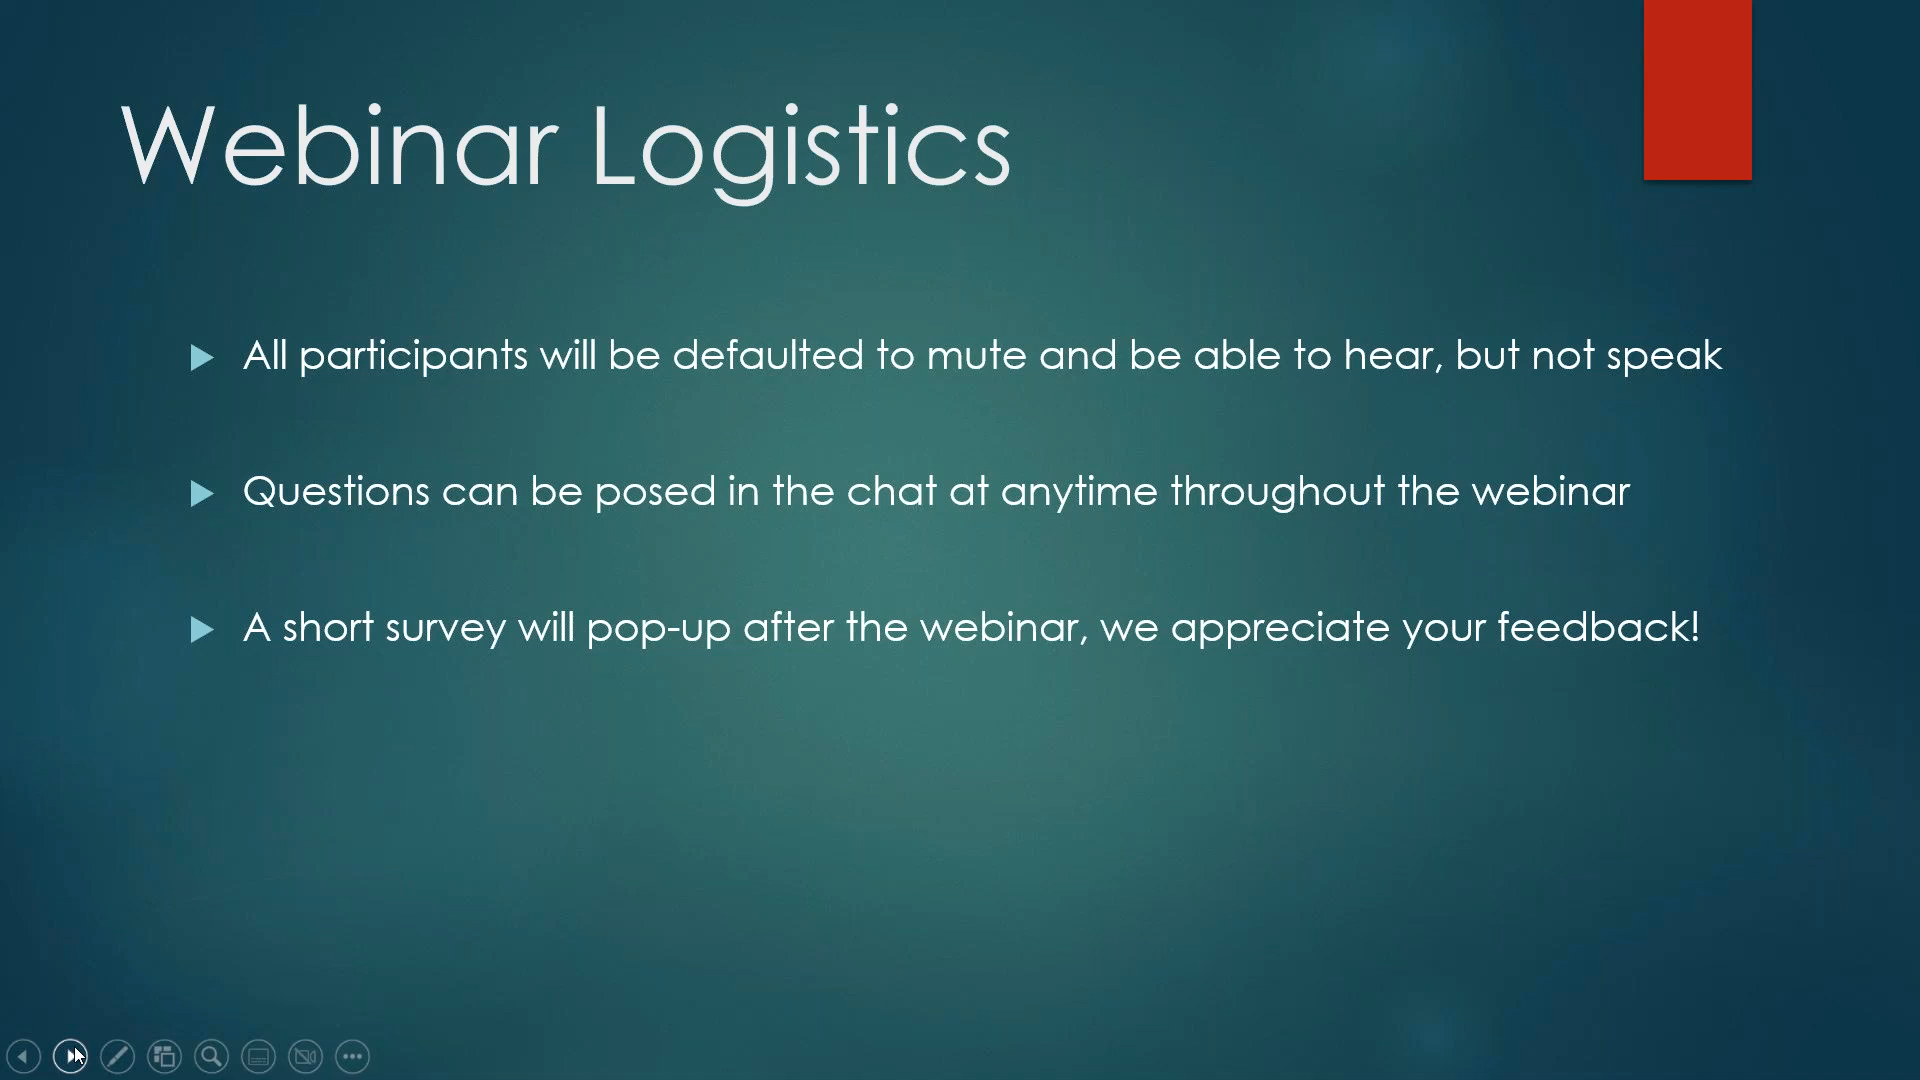 Webinar Logistics
All participants will be defaulted to mute and be able to hear, but not speak
Questions can be posed in the chat at anytime throughout the webinar
A short survey will pop-up after the webinar, we appreciate your feedback!